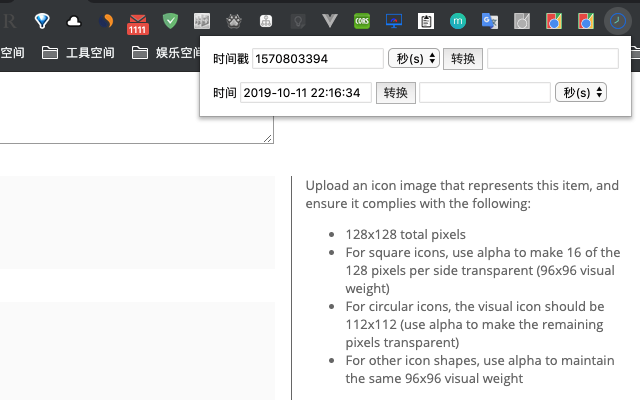 R
1111
CORS
空间
工具空间
娱乐空
时间戳 1570803394 秒(s) 转换
时间 2019-10-11 22:16:34 转换 秒(s)
Upload an icon image that represents this item, and
ensure it complies with the following:
128x128 total pixels
For square icons, use alpha to make 16 of the
128 pixels per side transparent (96x96 visual
weight)
For circular icons, the visual icon should be
112x112 (use alpha to make the remaining
pixels transparent)
For other icon shapes, use alpha to maintain
the same 96x96 visual weight